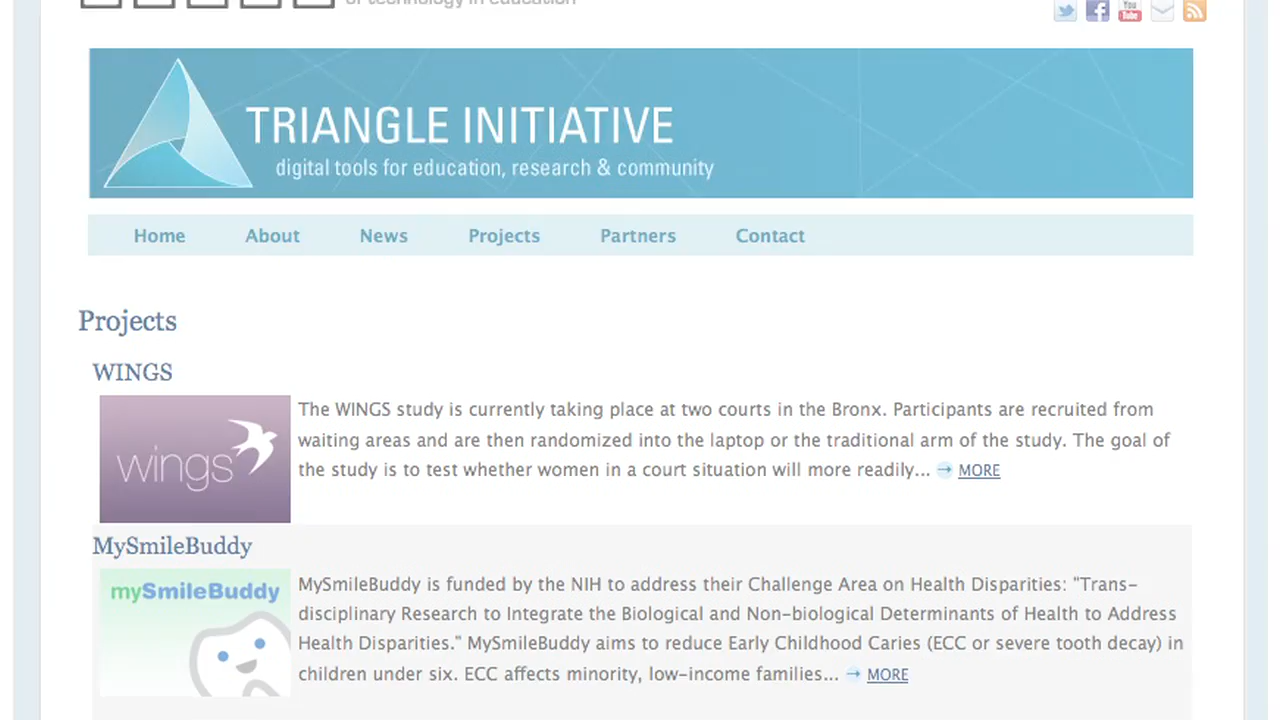 of technology in education
You
Tube
TRIANGLE INITIATIVE
digital tools for education, research & community
Home About News Projects Partners Contact
Projects
WINGS
wings
The WINGS study is currently taking place at two courts in the Bronx. Participants are recruited from
waiting areas and are then randomized into the laptop or the traditional arm of the study. The goal of
the study is to test whether women in a court situation will more readily... → MORE
MySmileBuddy
mySmileBuddy
MySmileBuddy is funded by the NIH to address their Challenge Area on Health Disparities: "Trans-
disciplinary Research to Integrate the Biological and Non-biological Determinants of Health to Address
Health Disparities." MySmileBuddy aims to reduce Early Childhood Caries (ECC or severe tooth decay) in
children under six. ECC affects minority, low-income families... → MORE